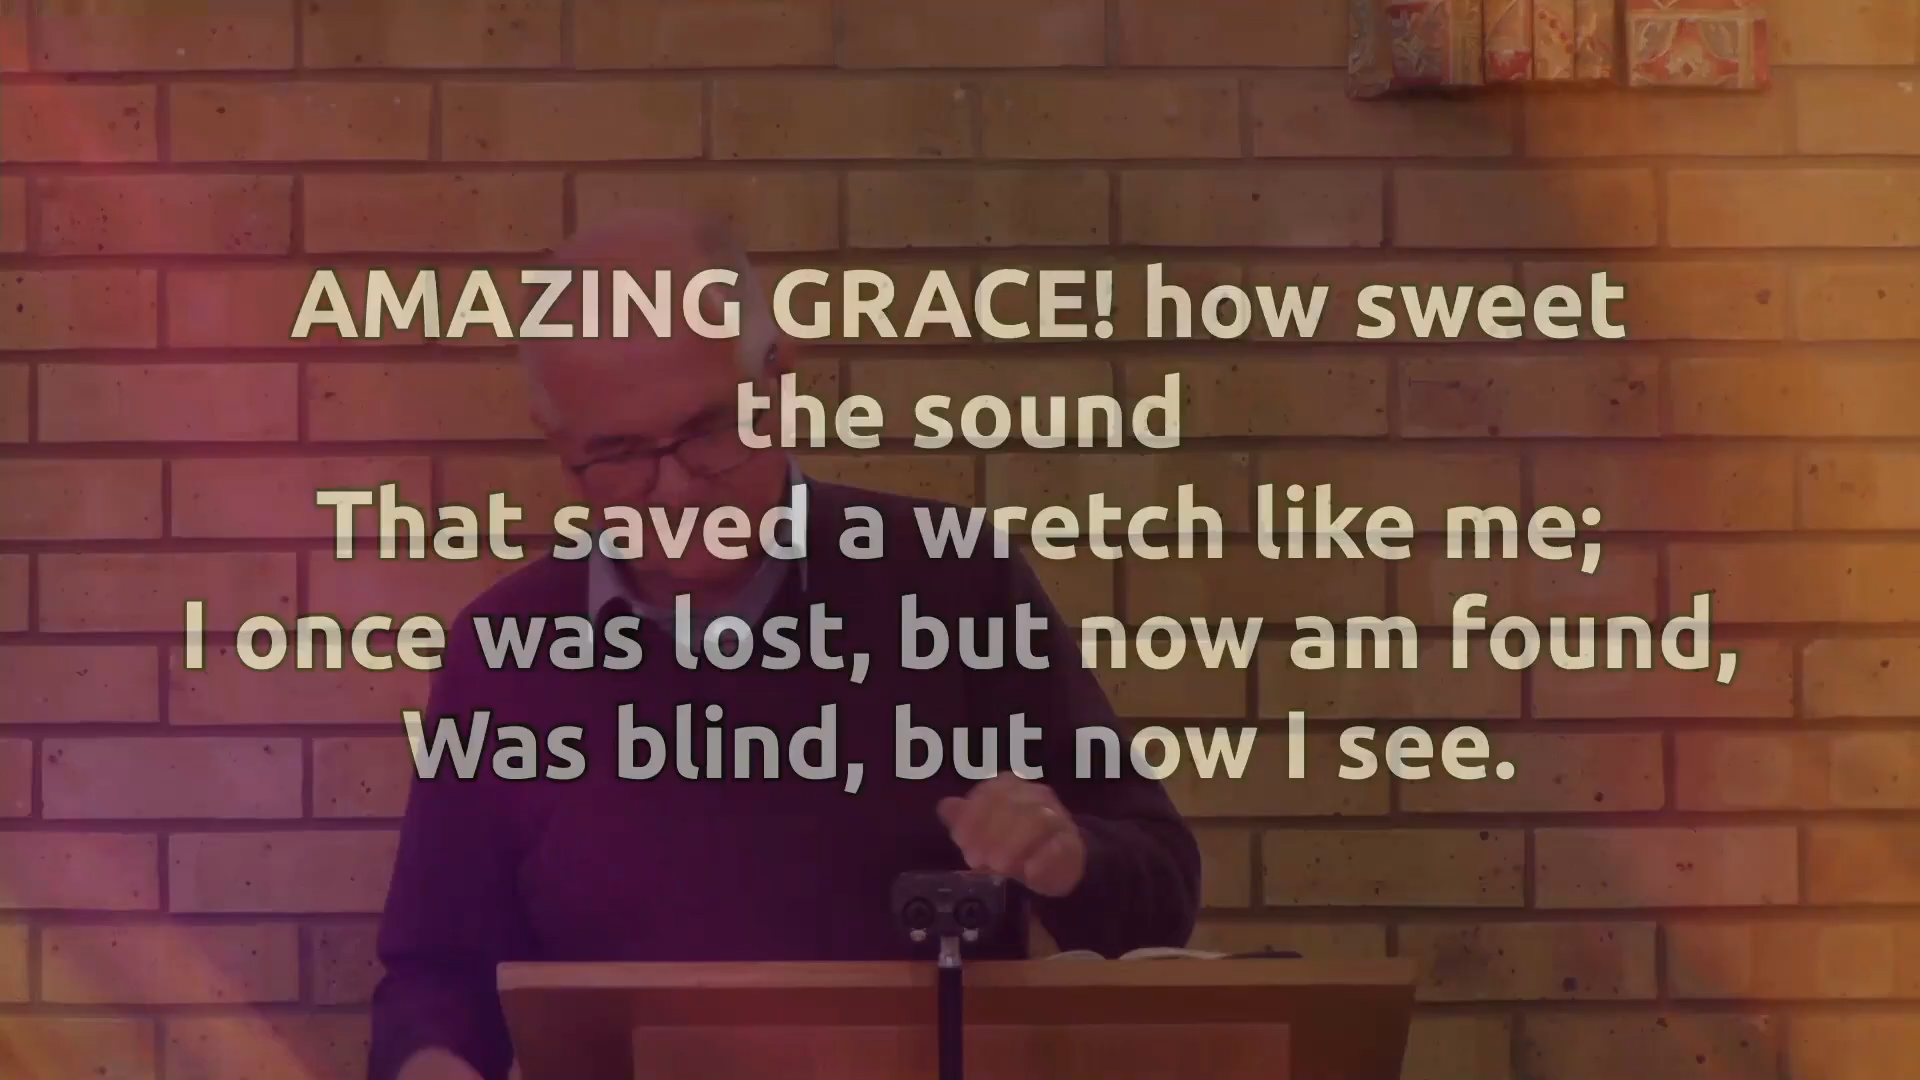 AMAZING GRACE! how sweet
the sound
That saved a wretch like me;
I once was lost, but now am found,
Was blind, but now I see.